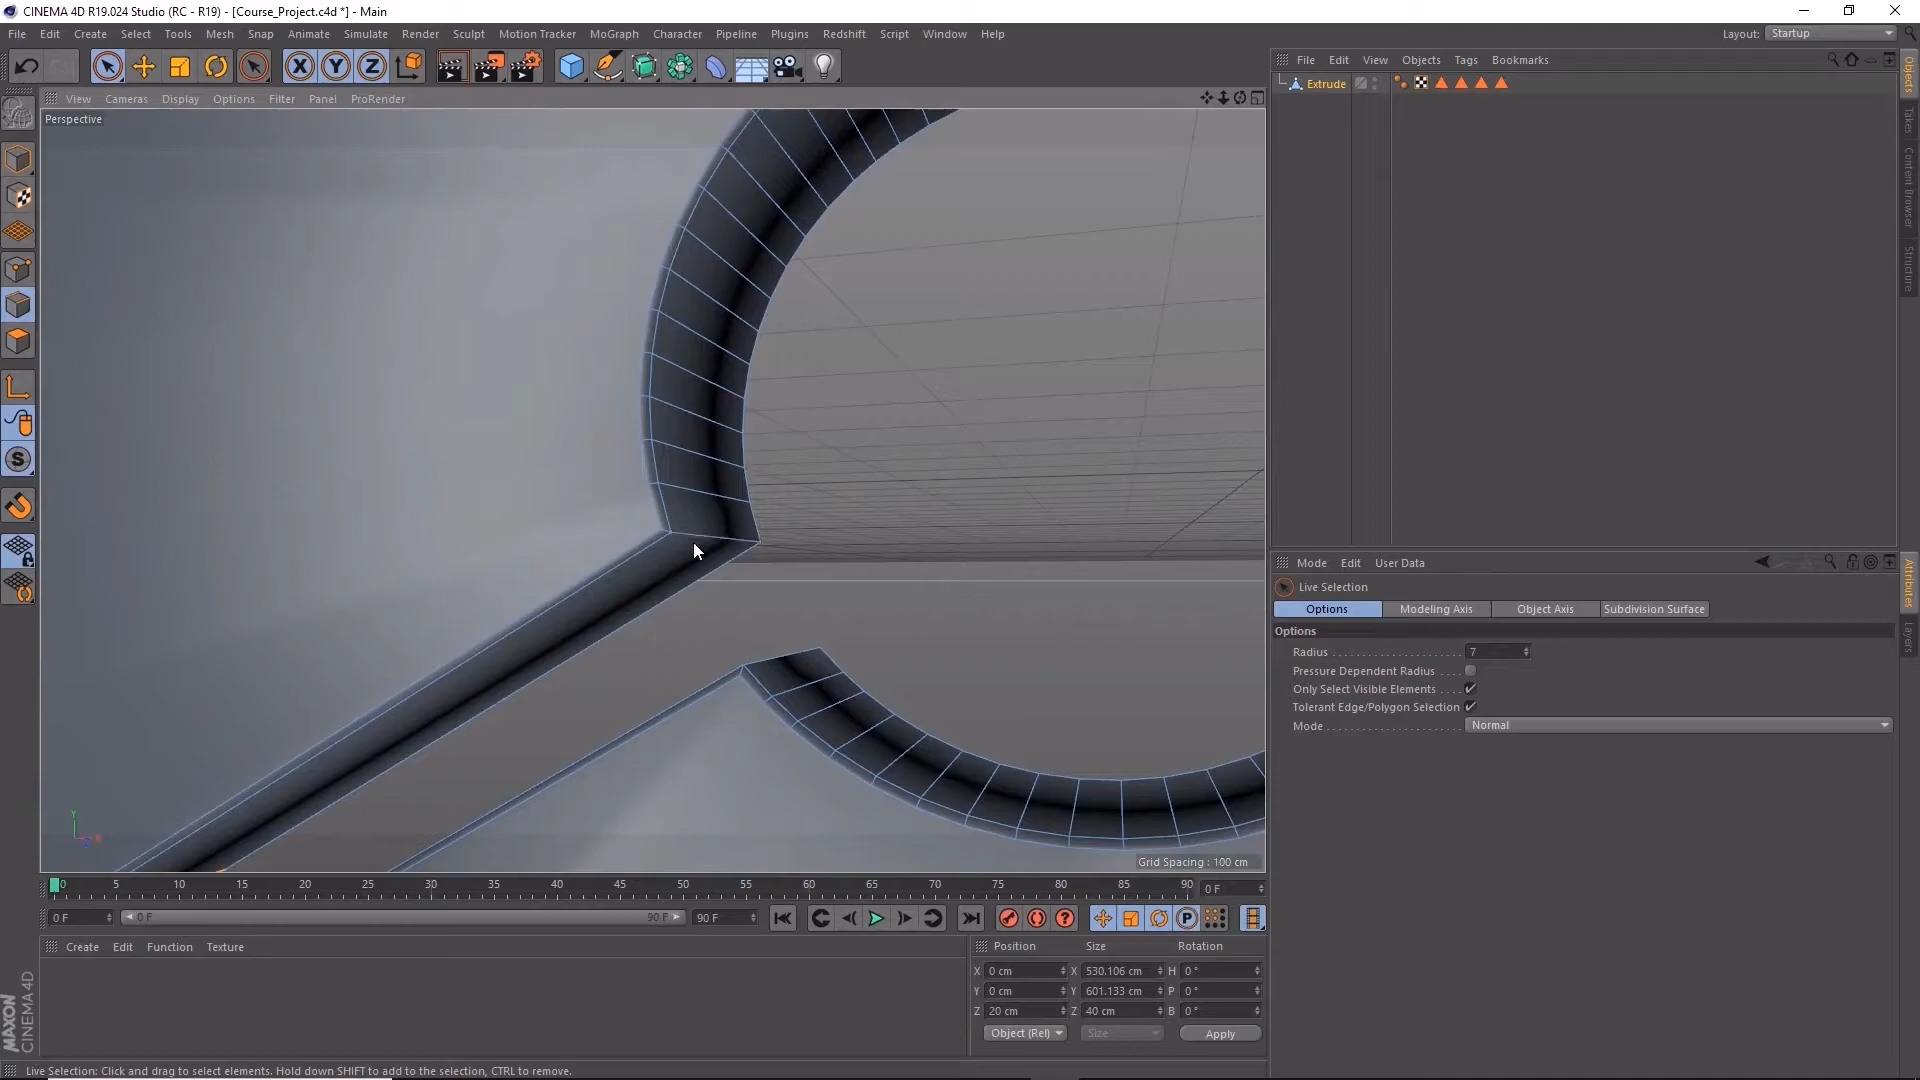 CINEMA 4D R19.024 Studio (RC - R19) - [Course_Project.c4d *] - Main
File Edit Create Select Tools Mesh Snap Animate Simulate Render Sculpt Motion Tracker MoGraph Character Pipeline Plugins Redshift Script Window Help
Layout: Startup
X Y Z
File Edit View Objects Tags Bookmarks
Extrude
Objects
Takes
Content Browser
Structure
View Cameras Display Options Filter Panel ProRender
Perspective
S
Y
Grid Spacing : 100 cm
Mode Edit User Data
Live Selection
Options Modeling Axis Object Axis Subdivision Surface
Options
Radius 7
Pressure Dependent Radius
Only Select Visible Elements
Tolerant Edge/Polygon Selection
Mode Normal
Attributes
Layers
0 5 10 15 20 25 30 35 40 45 50 55 60 65 70 75 80 85 90 0 F
0 F 0 F 90 F 90 F P
Create Edit Function Texture
Position Size Rotation
X 0 cm X 530.106 cm H 0 °
Y 0 cm Y 601.133 cm P 0 °
Z 20 cm Z 40 cm B 0 °
Object (Rel) Size Apply
MAXON CINEMA 4D
Live Selection: Click and drag to select elements. Hold down SHIFT to add to the selection, CTRL to remove.